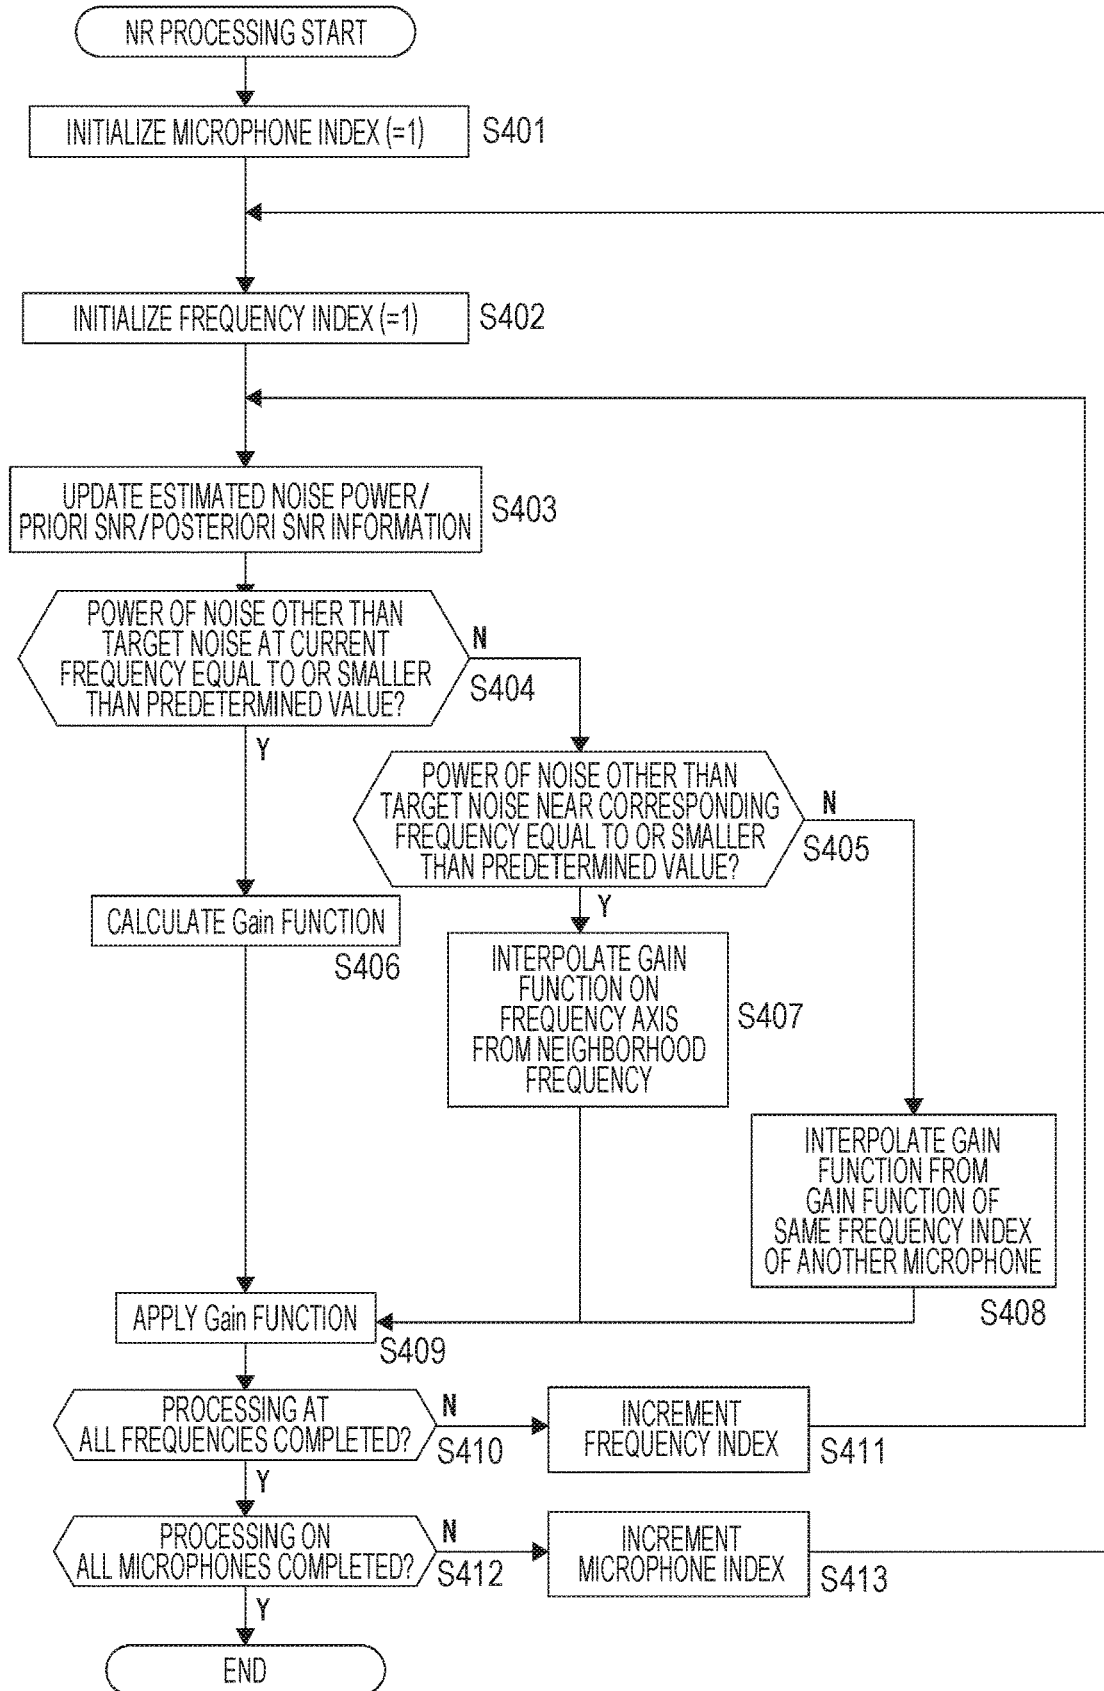 NR PROCESSING START
INITIALIZE MICROPHONE INDEX (=1)
S401
INITIALIZE FREQUENCY INDEX (=1)
S402
UPDATE ESTIMATED NOISE POWER/
PRIORI SNR/POSTERIORI SNR INFORMATION
S403
POWER OF NOISE OTHER THAN
TARGET NOISE AT CURRENT
FREQUENCY EQUAL TO OR SMALLER
THAN PREDETERMINED VALUE?
N
S404
Y
POWER OF NOISE OTHER THAN
TARGET NOISE NEAR CORRESPONDING
FREQUENCY EQUAL TO OR SMALLER
THAN PREDETERMINED VALUE?
N
S405
Y
CALCULATE Gain FUNCTION
S406
INTERPOLATE GAIN
FUNCTION ON
FREQUENCY AXIS
FROM NEIGHBORHOOD
FREQUENCY
S407
INTERPOLATE GAIN
FUNCTION FROM
GAIN FUNCTION OF
SAME FREQUENCY INDEX
OF ANOTHER MICROPHONE
S408
APPLY Gain FUNCTION
S409
PROCESSING AT
ALL FREQUENCIES COMPLETED?
N
S410
Y
INCREMENT
FREQUENCY INDEX
S411
PROCESSING ON
ALL MICROPHONES COMPLETED?
N
S412
Y
INCREMENT
MICROPHONE INDEX
S413
END